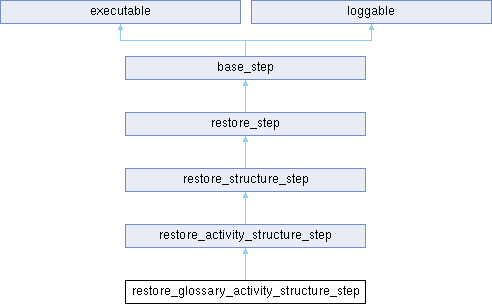 executable
loggable
base_step
restore_step
restore_structure_step
restore_activity_structure_step
restore_glossary_activity_structure_step